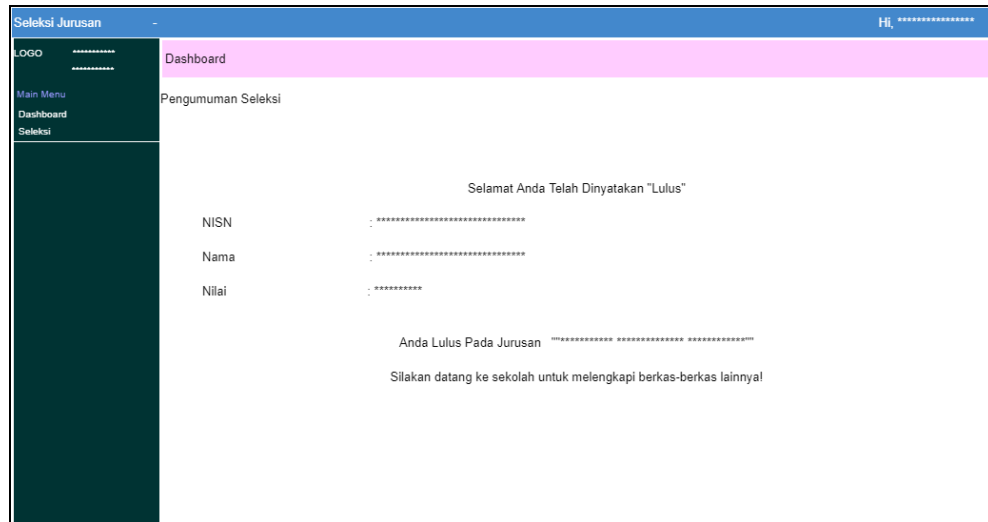 Seleksi Jurusan - Hi, ****************
LOGO ***********
***********
Dashboard
Main Menu
Dashboard
Seleksi
Pengumuman Seleksi
Selamat Anda Telah Dinyatakan "Lulus"
NISN : *******************************
Nama : *******************************
Nilai : **********
Anda Lulus Pada Jurusan ""*********** ************** ************""
Silakan datang ke sekolah untuk melengkapi berkas-berkas lainnya!